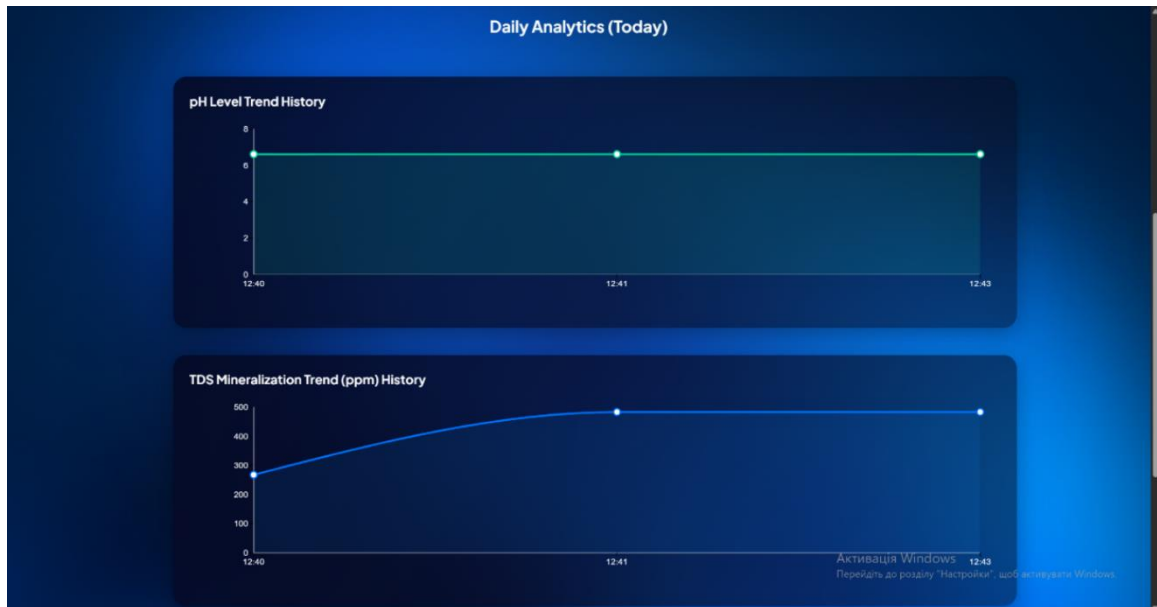 Daily Analytics (Today)
pH Level Trend History
8
6
4
2
0
12:40 12:41 12:43
TDS Mineralization Trend (ppm) History
500
400
300
200
100
0
12:40 12:41 12:43
Активація Windows
Перейдіть до розділу "Настройки", щоб активувати Windows.